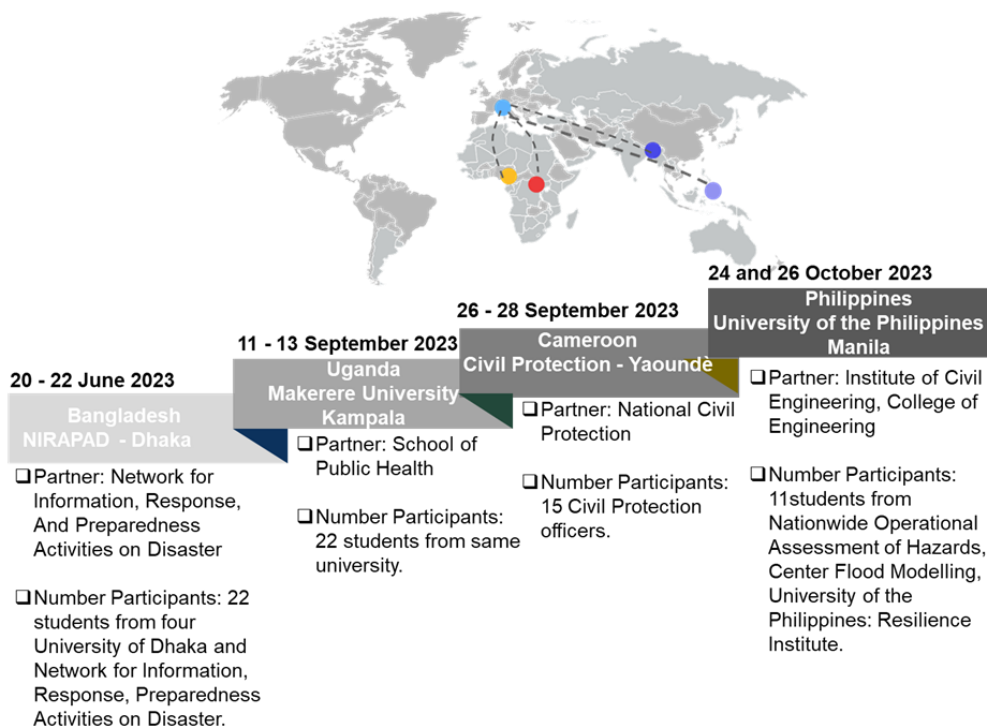 20 - 22 June 2023
Bangladesh
NIRAPAD - Dhaka
❑Partner: Network for
Information, Response,
And Preparedness
Activities on Disaster
❑Number Participants: 22
students from four
University of Dhaka and
Network for Information,
Response, Preparedness
Activities on Disaster.
11 - 13 September 2023
Uganda
Makerere University
Kampala
❑Partner: School of
Public Health
❑Number Participants:
22 students from same
university.
26 - 28 September 2023
Cameroon
Civil Protection - Yaoundè
❑Partner: National Civil
Protection
❑Number Participants:
15 Civil Protection
officers.
24 and 26 October 2023
Philippines
University of the Philippines
Manila
❑Partner: Institute of Civil
Engineering, College of
Engineering
❑Number Participants:
11students from
Nationwide Operational
Assessment of Hazards,
Center Flood Modelling,
University of the
Philippines: Resilience
Institute.